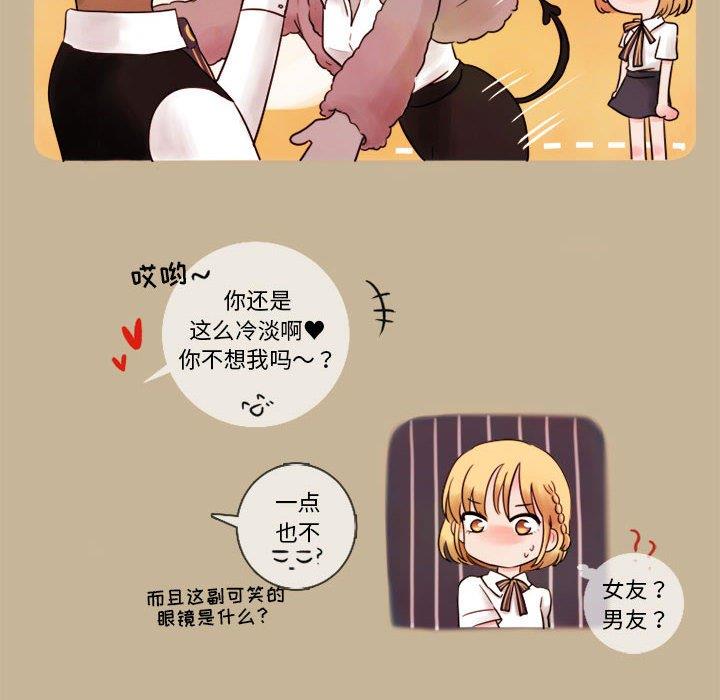 哎哟~
你还是
这么冷淡啊♥
你不想我吗～？
一点
也不
?
而且这副可笑的
眼镜是什么?
女友？
男友？